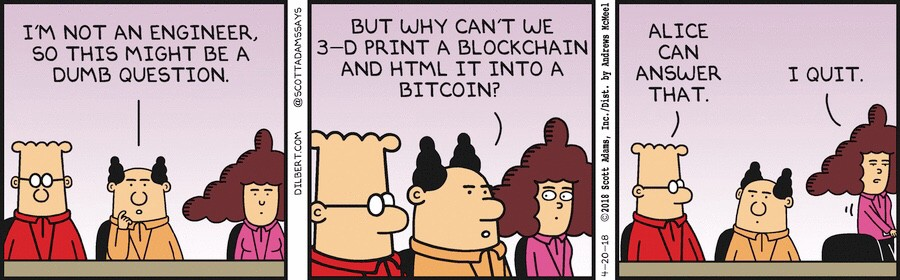 I'M NOT AN ENGINEER,
SO THIS MIGHT BE A
DUMB QUESTION.
DILBERT.COM @SCOTTADAMSSAYS
BUT WHY CAN'T WE
3-D PRINT A BLOCKCHAIN
AND HTML IT INTO A
BITCOIN?
4-20-18 ©2018 Scott Adams, Inc./Dist. by Andrews McMeel
ALICE
CAN
ANSWER
THAT.
I QUIT.